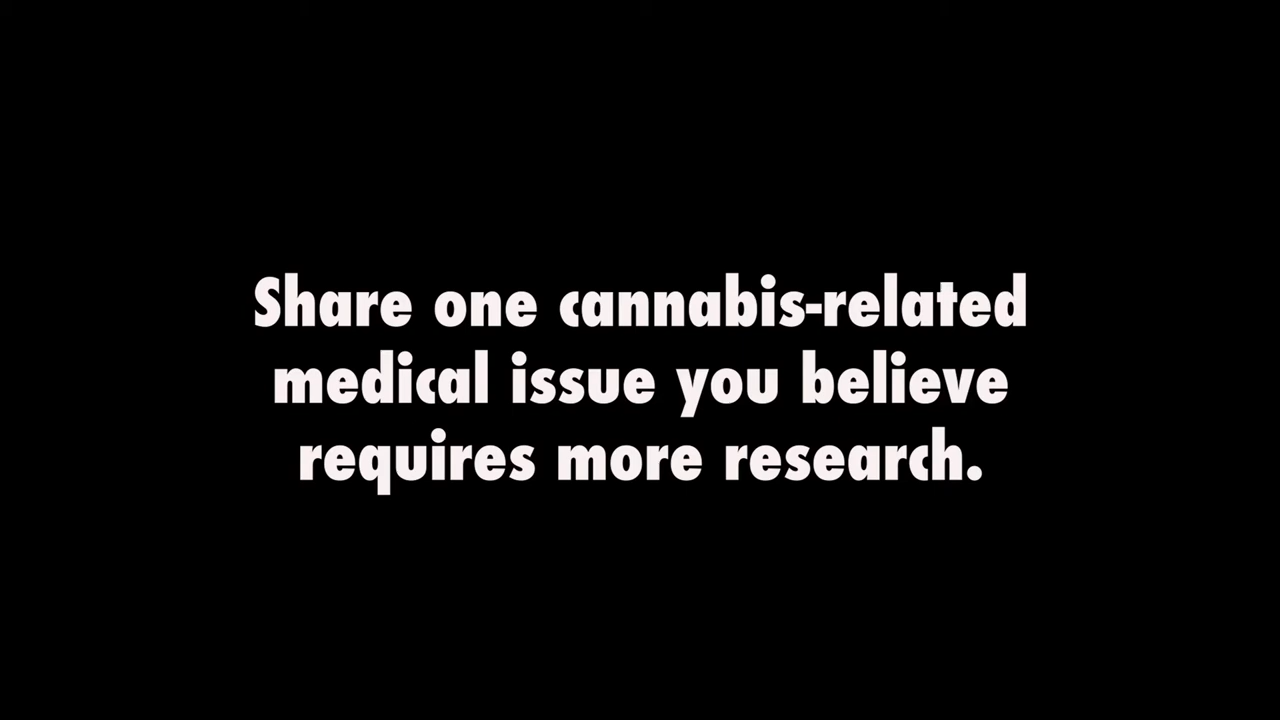 Share one cannabis-related
medical issue you believe
requires more research.